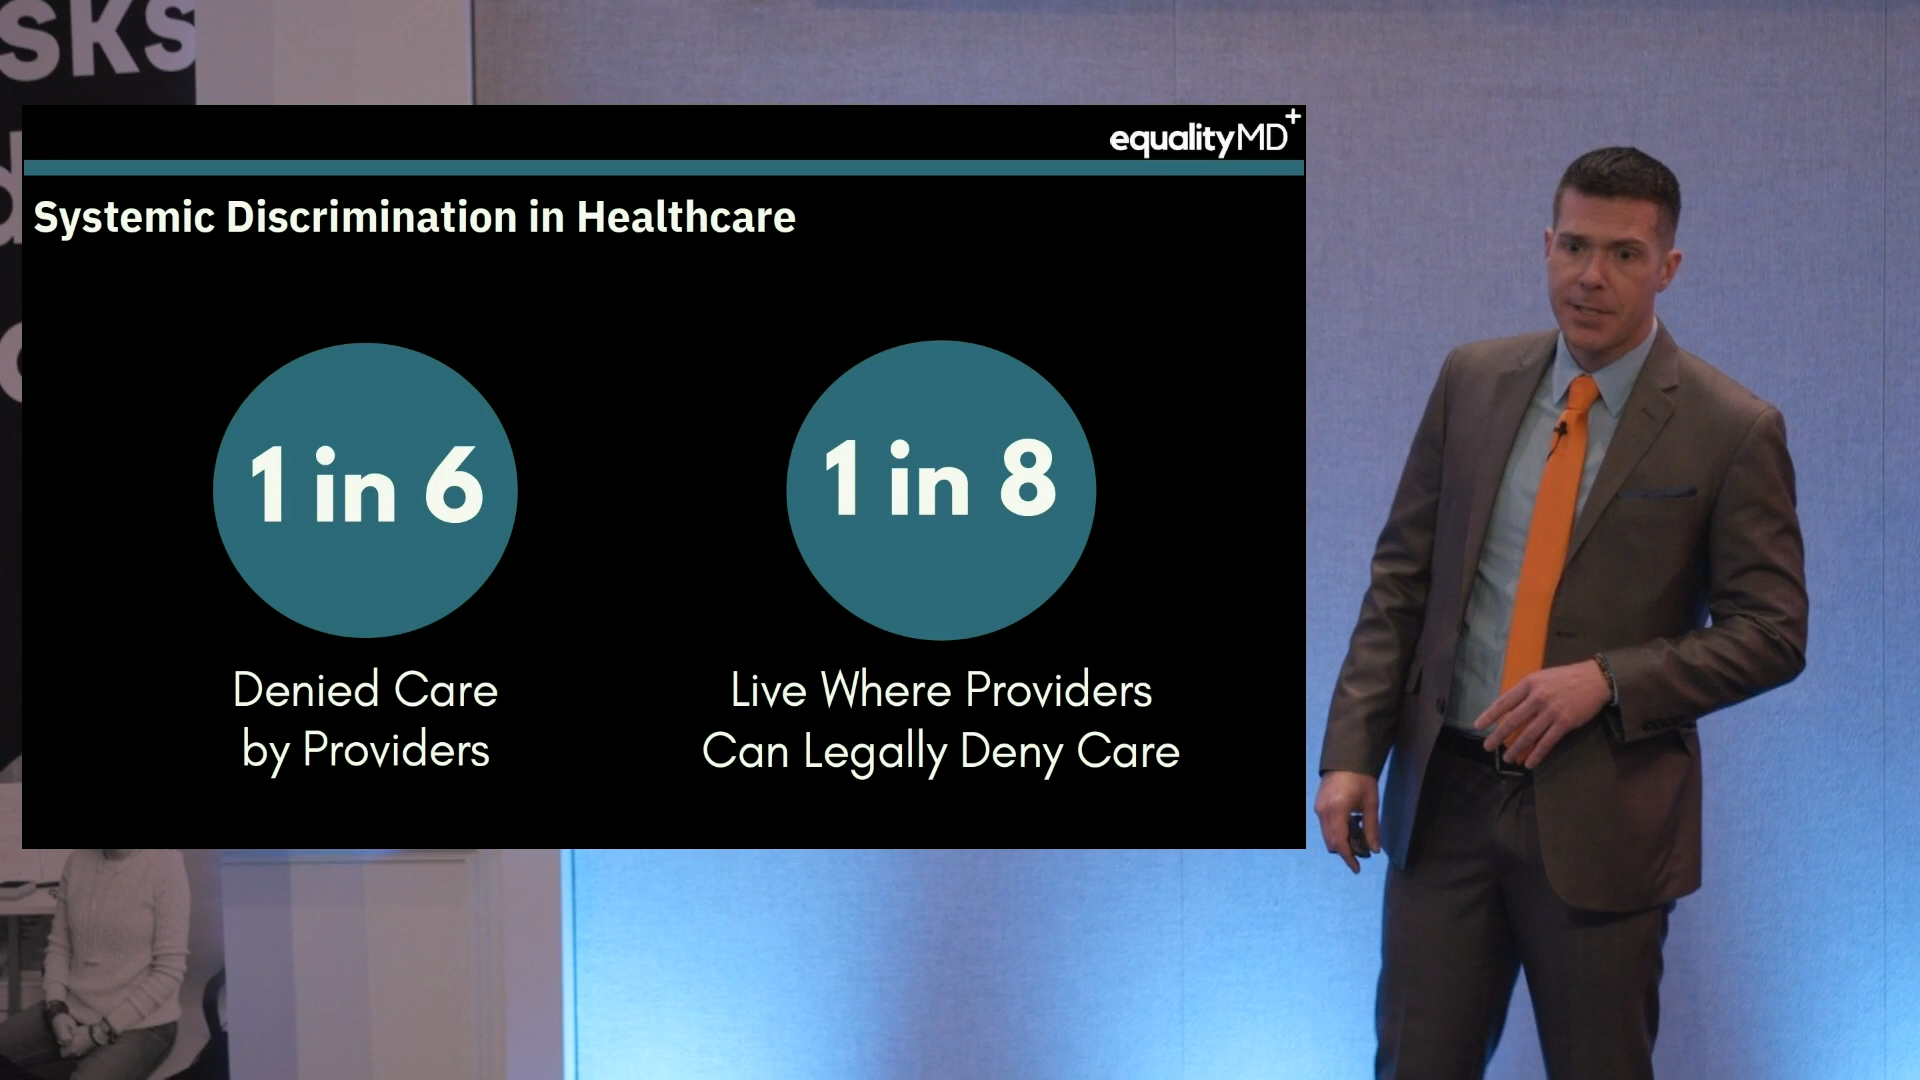 sks
equalityMD+
Systemic Discrimination in Healthcare
1 in 6
1 in 8
Denied Care
by Providers
Live Where Providers
Can Legally Deny Care